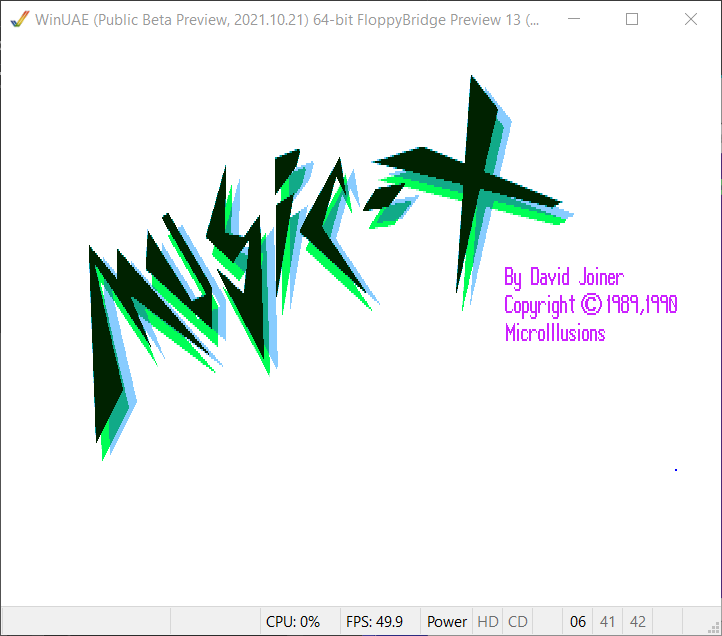 WinUAE (Public Beta Preview, 2021.10.21) 64-bit FloppyBridge Preview 13 (...
Music-X
By David Joiner
Copyright © 1989,1990
MicroIllusions
CPU: 0% FPS: 49.9 Power HD CD 06 41 42